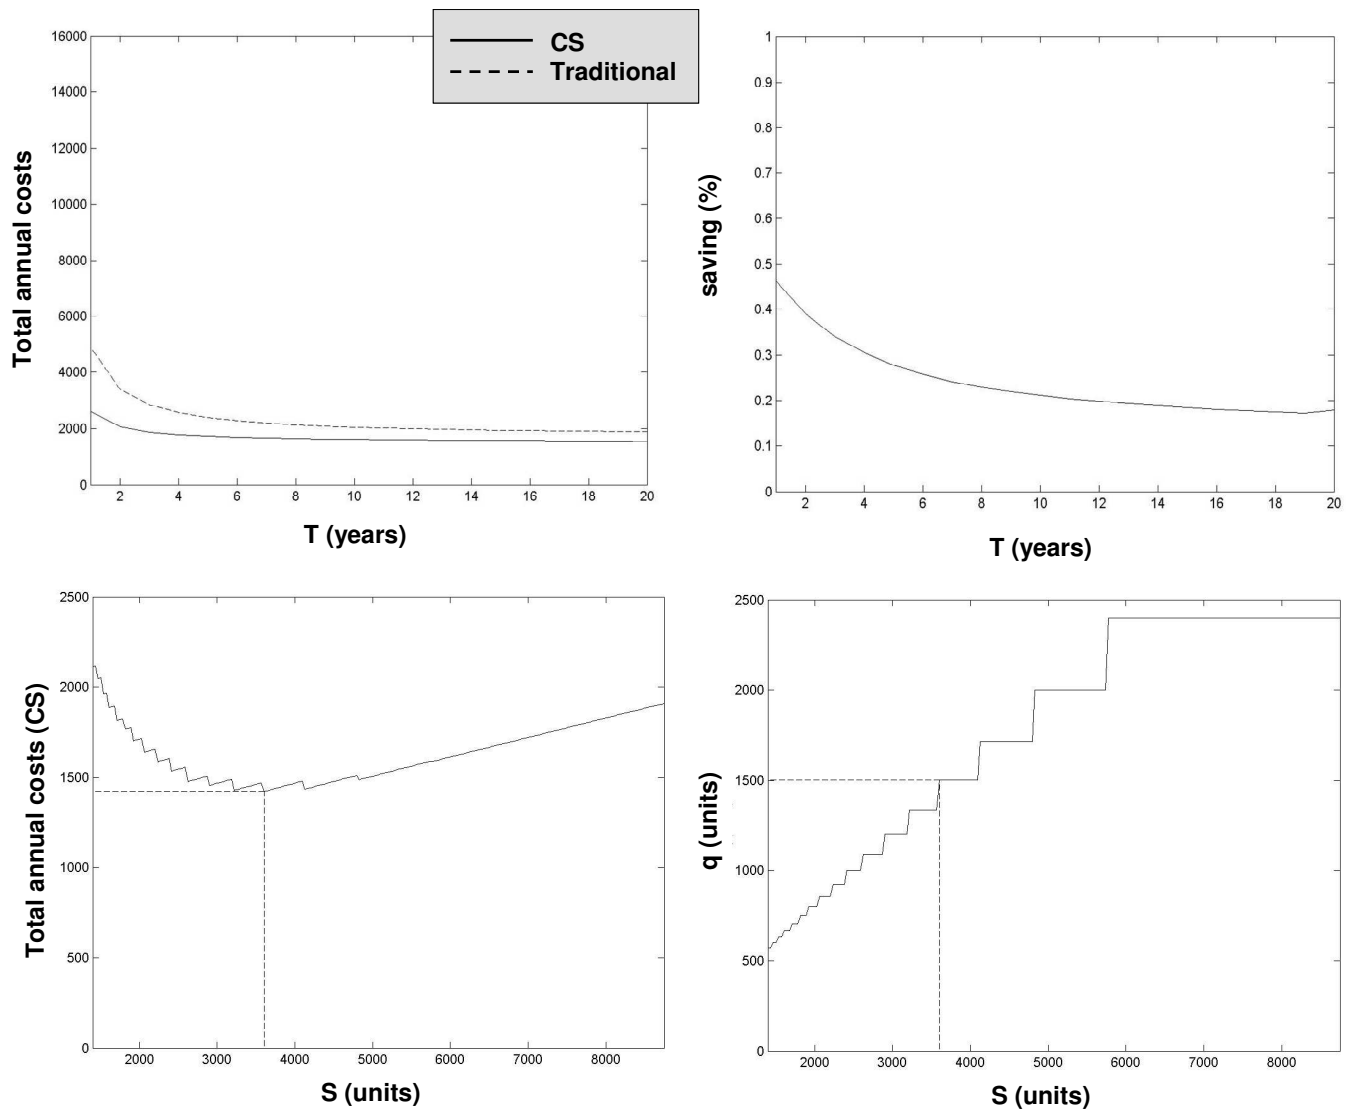 CS
Traditional
Total annual costs
16000
14000
12000
10000
8000
6000
4000
2000
0
2 4 6 8 10 12 14 16 18 20
T (years)
saving (%)
1
0.9
0.8
0.7
0.6
0.5
0.4
0.3
0.2
0.1
0
2 4 6 8 10 12 14 16 18 20
T (years)
Total annual costs (CS)
2500
2000
1500
1000
500
0
2000 3000 4000 5000 6000 7000 8000
S (units)
q (units)
2500
2000
1500
1000
500
0
2000 3000 4000 5000 6000 7000 8000
S (units)